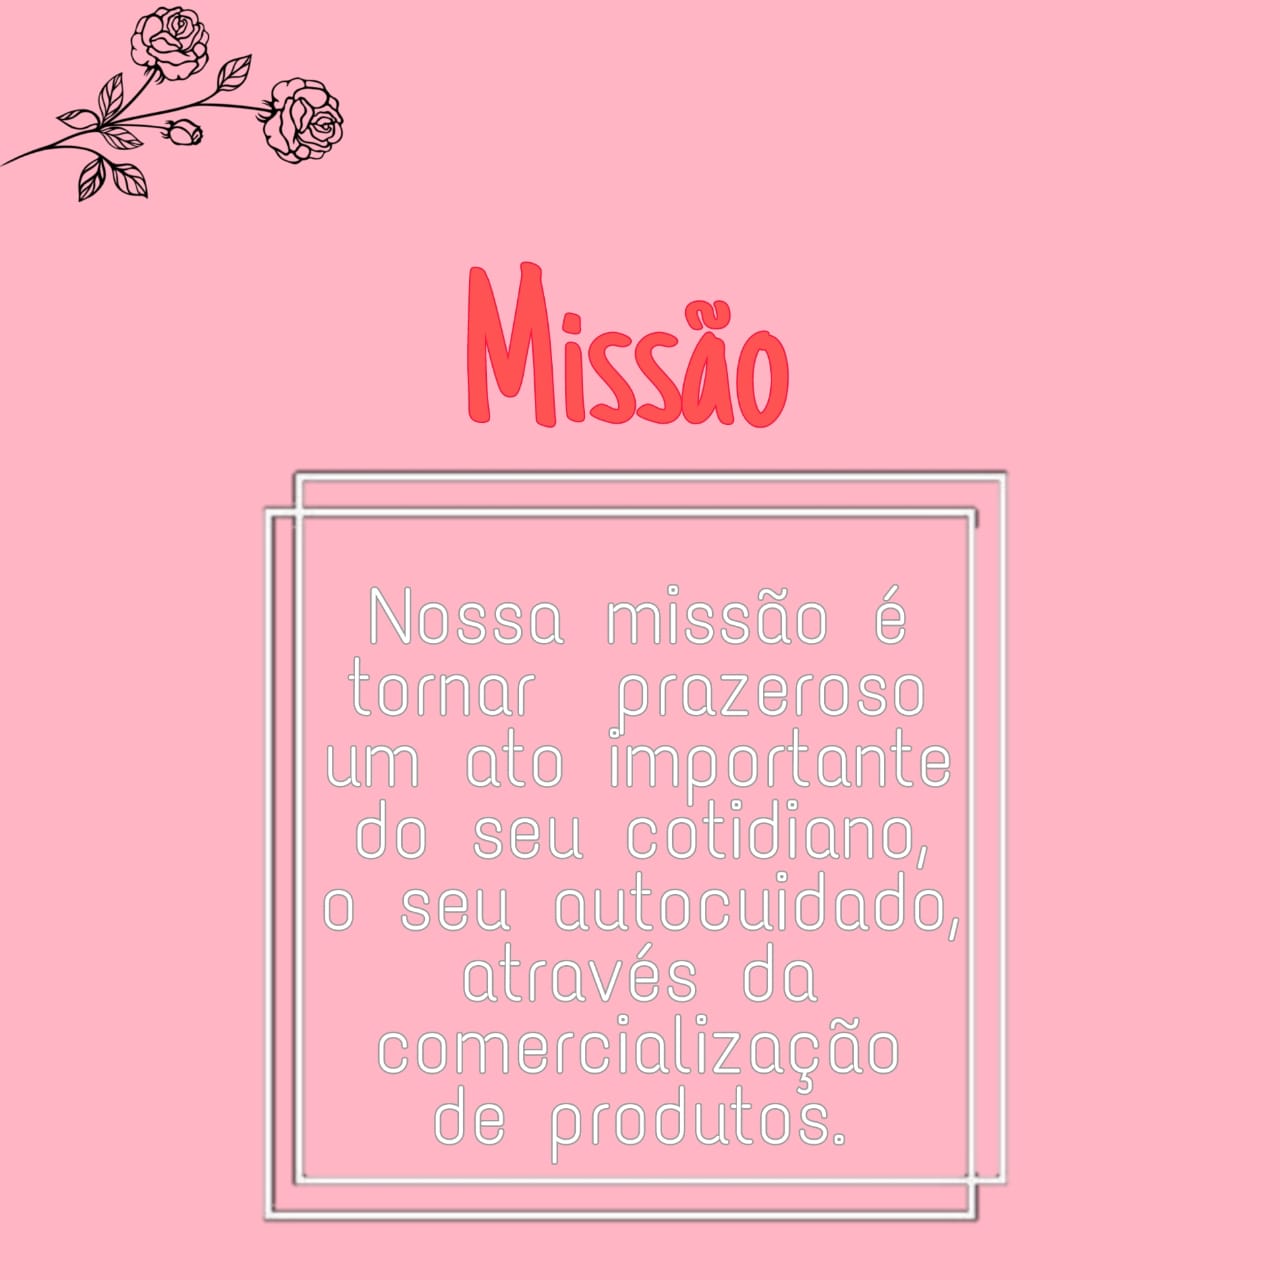 Missão
Nossa missão é
tornar prazeroso
um ato importante
do seu cotidiano,
o seu autocuidado,
através da
comercialização
de produtos.